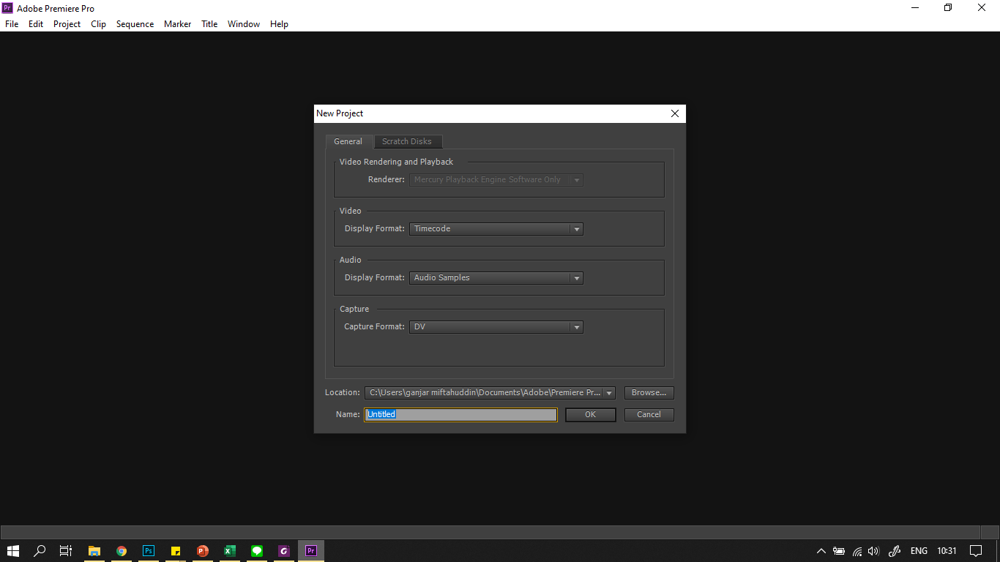 Pr Adobe Premiere Pro
File Edit Project Clip Sequence Marker Title Window Help
New Project
General Scratch Disks
Video Rendering and Playback
Renderer: Mercury Playback Engine Software Only
Video
Display Format: Timecode
Audio
Display Format: Audio Samples
Capture
Capture Format: DV
Location: C:\Users\ganjar miftahuddin\Documents\Adobe\Premiere Pr... Browse...
Name: Untitled OK Cancel
Ps Pr ENG 10:31